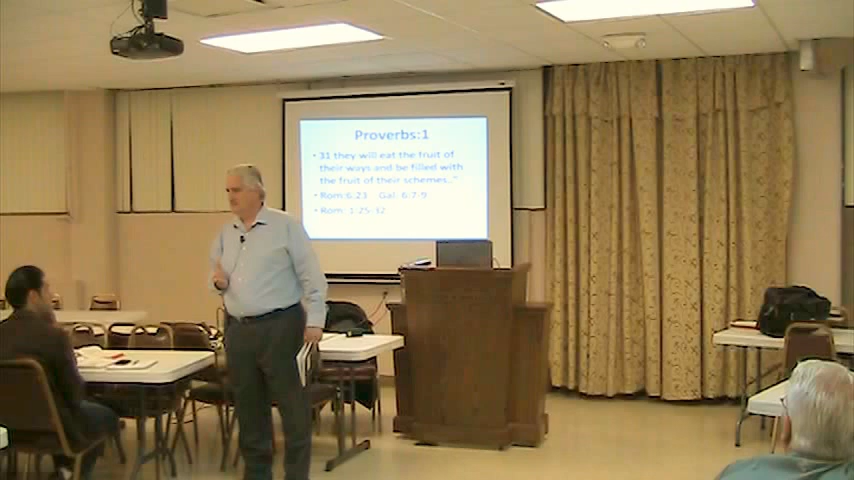 Proverbs:1
• 31 they will eat the fruit of
their ways and be filled with
the fruit of their schemes.."
• Rom:6:23 Gal: 6:7-9
• Rom: 1:25-32